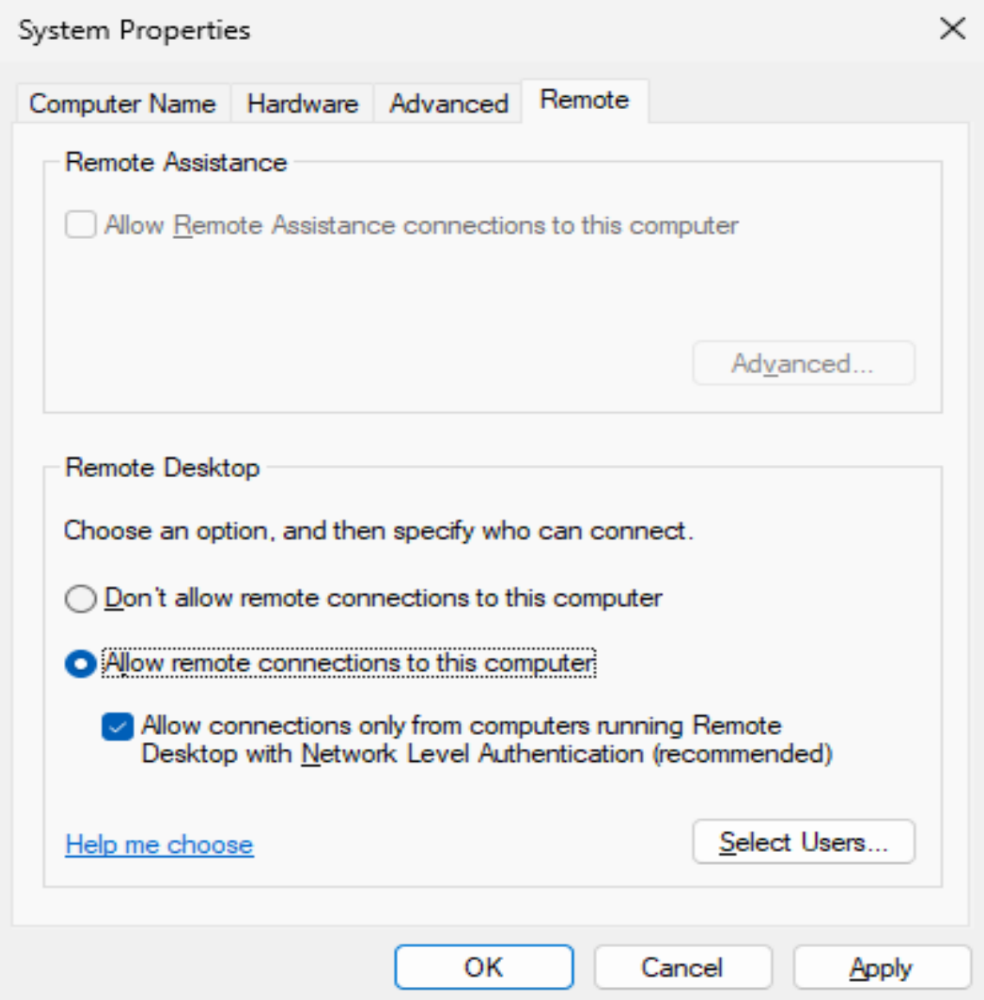 System Properties
Computer Name
Hardware
Advanced
Remote
Remote Assistance
Allow Remote Assistance connections to this computer
Advanced...
Remote Desktop
Choose an option, and then specify who can connect.
Don't allow remote connections to this computer
Allow remote connections to this computer
Allow connections only from computers running Remote
Desktop with Network Level Authentication (recommended)
Help me choose
Select Users...
OK
Cancel
Apply